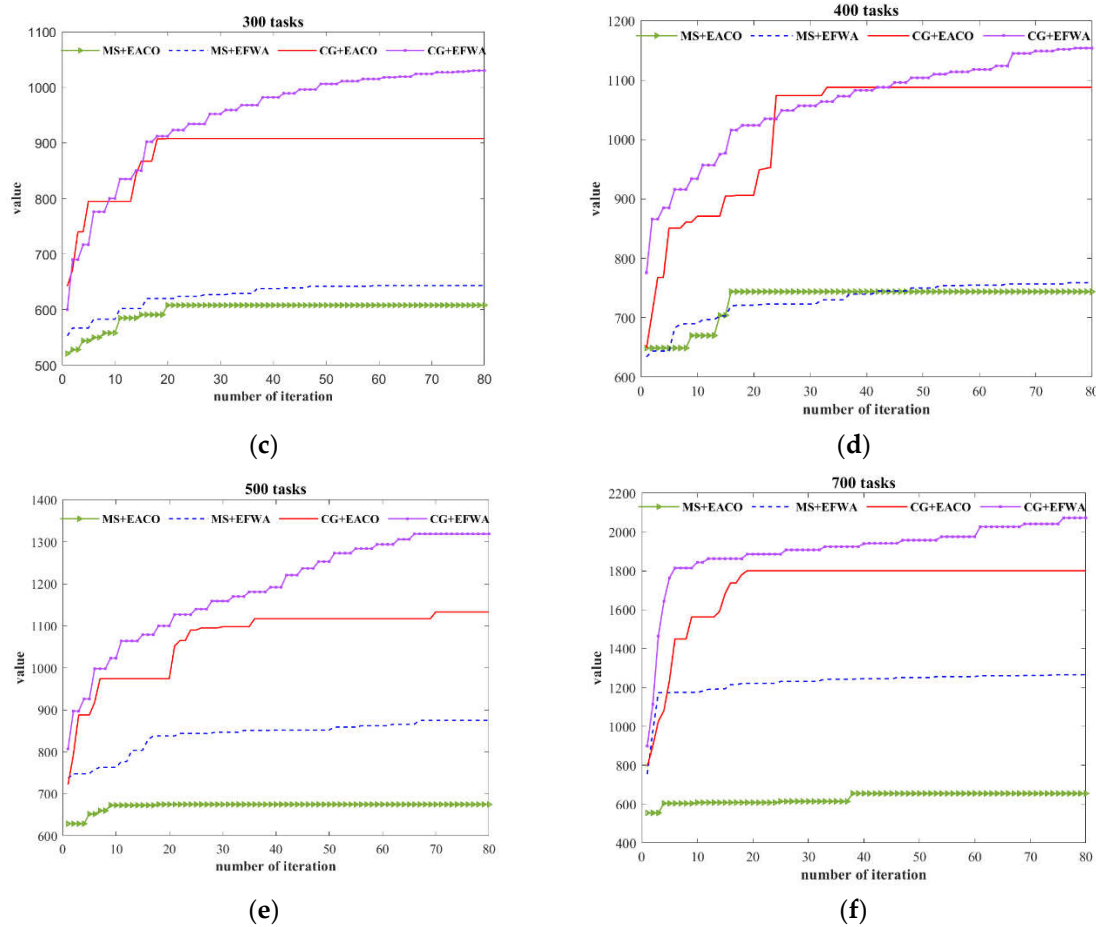 300 tasks
MS+EACO MS+EFWA CG+EACO CG+EFWA
1100
1000
900
800
700
600
500
value
0 10 20 30 40 50 60 70 80
number of iteration
(c)
400 tasks
MS+EACO MS+EFWA CG+EACO CG+EFWA
1200
1100
1000
900
800
700
600
value
0 10 20 30 40 50 60 70 80
number of iteration
(d)
500 tasks
MS+EACO MS+EFWA CG+EACO CG+EFWA
1400
1300
1200
1100
1000
900
800
700
600
value
0 10 20 30 40 50 60 70 80
number of iteration
(e)
700 tasks
MS+EACO MS+EFWA CG+EACO CG+EFWA
2200
2000
1800
1600
1400
1200
1000
800
600
400
value
0 10 20 30 40 50 60 70 80
number of iteration
(f)